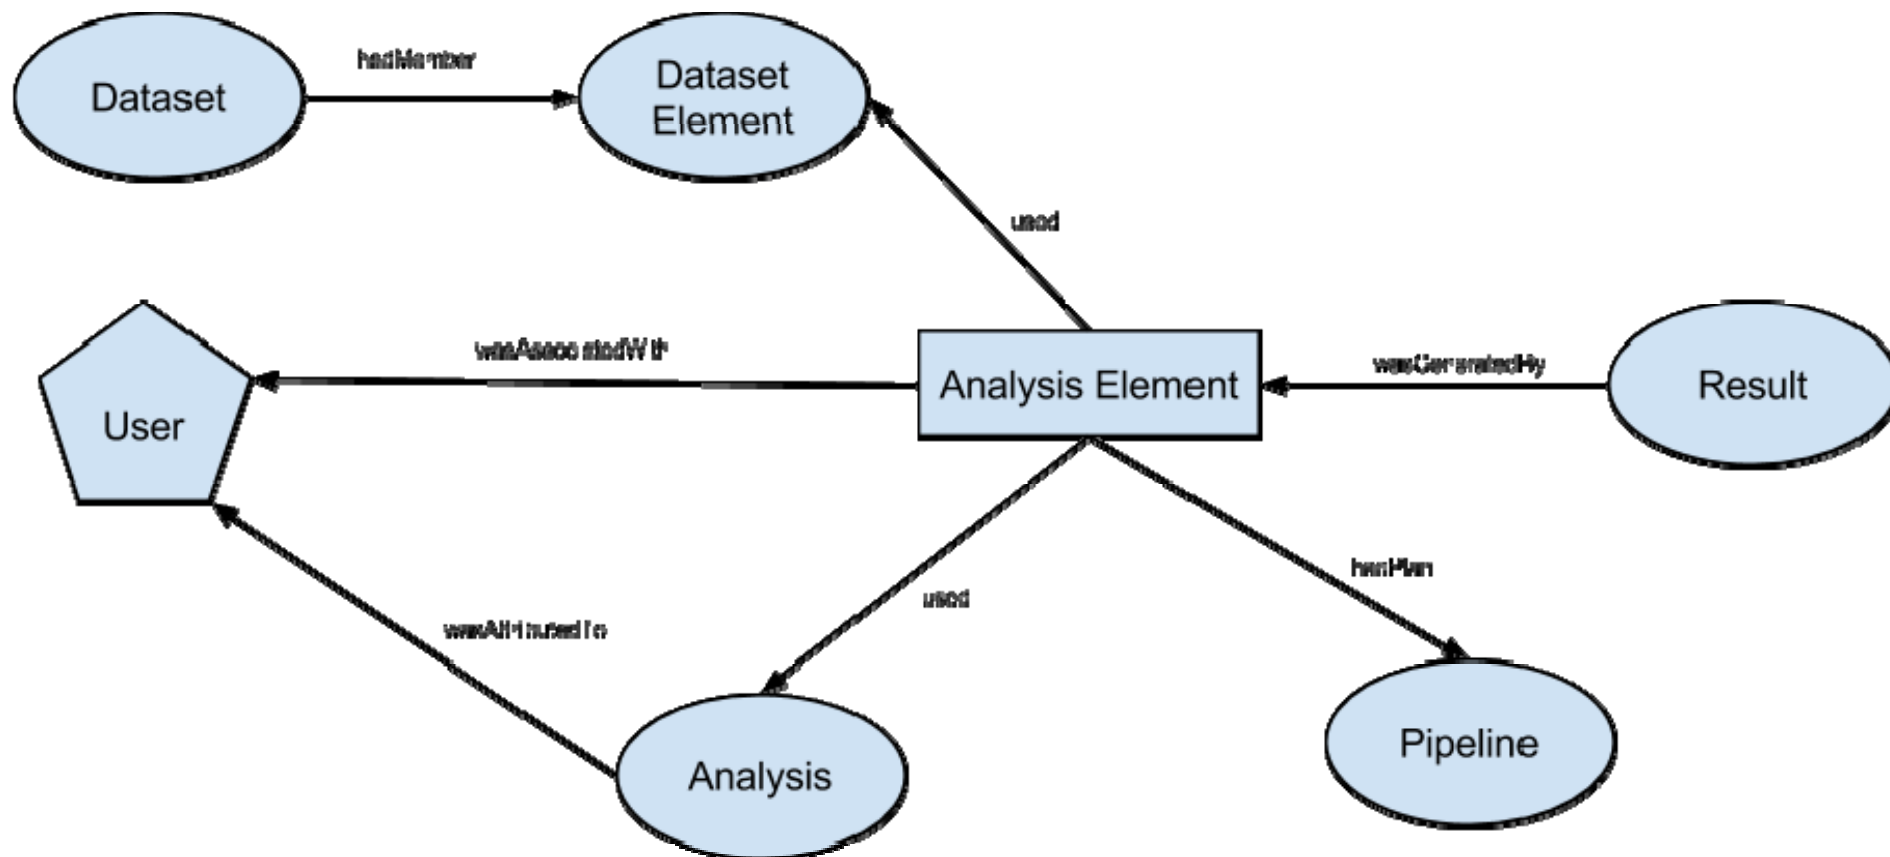 hadMember
Dataset
Dataset
Element
used
wasAssociatedWith
User
Analysis Element
wasGeneratedBy
Result
hasPlan
used
wasAttributedTo
Pipeline
Analysis